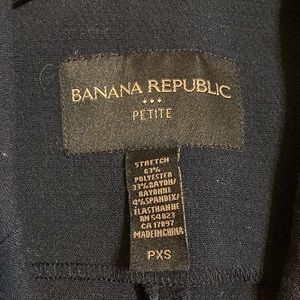 BANANA REPUBLIC
PETITE
STRETCH
63%
POLYESTER
33%RAYON/
RAYONNE
4%SPANDEX/
ELASTHANNE
RN 54023
CA 17897
MADE IN CHINA
PXS